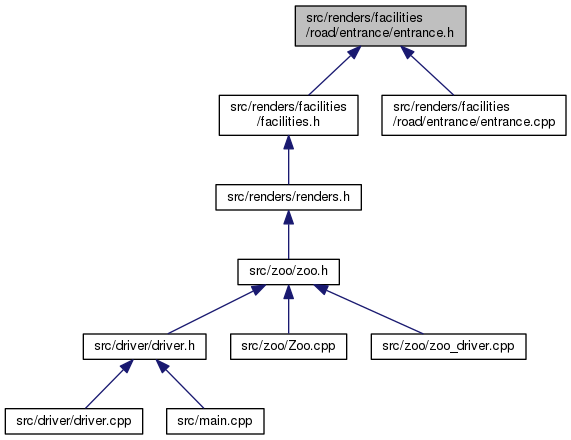 src/renders/facilities
/road/entrance/entrance.h
src/renders/facilities
/facilities.h
src/renders/facilities
/road/entrance/entrance.cpp
src/renders/renders.h
src/zoo/zoo.h
src/driver/driver.h
src/zoo/Zoo.cpp
src/zoo/zoo_driver.cpp
src/driver/driver.cpp
src/main.cpp